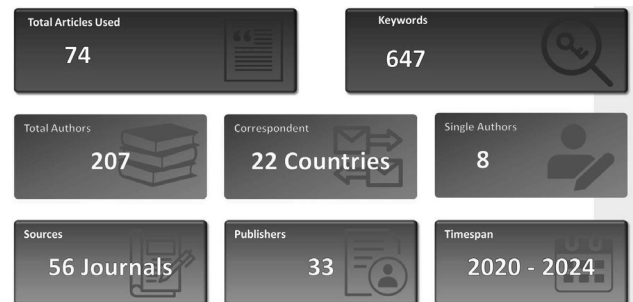 Total Articles Used
74
Keywords
647
Total Authors
207
Correspondent
22 Countries
Single Authors
8
Sources
56 Journals
Publishers
33
Timespan
2020 - 2024